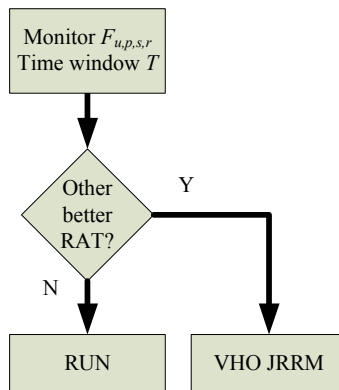 Monitor F_{u,p,s,r}
Time window T
Other
better
RAT?
Y
N
RUN
VHO JRRM